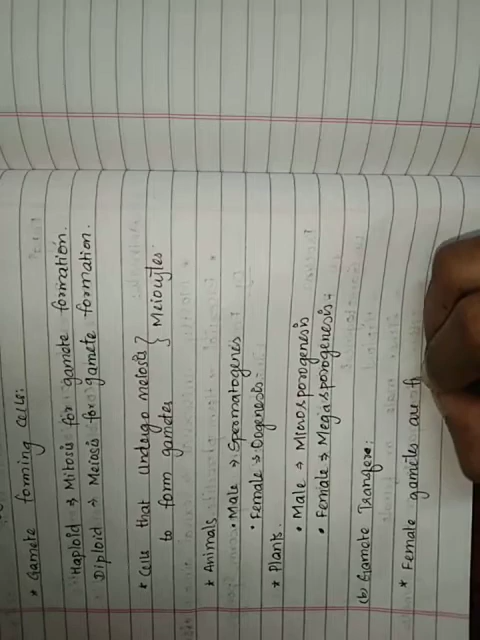 * Gamete forming cells:
Haploid → Mitosis for gamete formation.
Diploid → Meiosis for gamete formation.
* Cells that undergo meiosis } Meiocytes.
to form gametes
* Animals
• Male → Spermatogenes
• Female → Oogenesis.
* Plants.
• Male → Microsporogenesis
• Female → Megasporogenesis.
(b) Gamete Transfer:
* Female gametes are